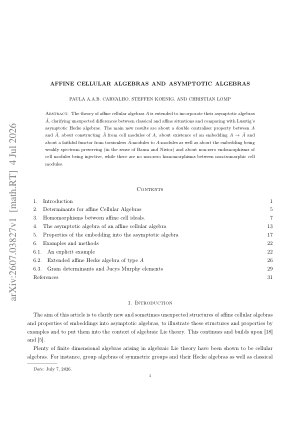 AFFINE CELLULAR ALGEBRAS AND ASYMPTOTIC ALGEBRAS
PAULA A.A.B. CARVALHO, STEFFEN KOENIG, AND CHRISTIAN LOMP
Abstract. The theory of affine cellular algebras A is extended to incorporate their asymptotic algebras
Â, clarifying unexpected differences between classical and affine situations and comparing with Lusztig's
asymptotic Hecke algebra. The main new results are about a double centraliser property between A
and Â, about constructing Â from cell modules of A, about existence of an embedding A → Â and
about a faithful functor from torsionless Â-modules to A-modules as well as about the embedding being
weakly spectrum preserving (in the sense of Baum and Nistor) and about non-zero endomorphisms of
cell modules being injective, while there are no non-zero homomorphisms between nonisomorphic cell
modules.
Contents
1. Introduction 1
2. Determinants for affine Cellular Algebras 5
3. Homomorphisms between affine cell ideals. 7
4. The asymptotic algebra of an affine cellular algebra 13
5. Properties of the embedding into the asymptotic algebra 17
6. Examples and methods 22
6.1. An explicit example 22
6.2. Extended affine Hecke algebra of type A 26
6.3. Gram determinants and Jucys Murphy elements 29
References 31
1. Introduction
The aim of this article is to clarify new and sometimes unexpected structures of affine cellular algebras
and properties of embeddings into asymptotic algebras, to illustrate these structures and properties by
examples and to put them into the context of algebraic Lie theory. This continues and builds upon [18]
and [5].
Plenty of finite dimensional algebras arising in algebraic Lie theory have been shown to be cellular
algebras. For instance, group algebras of symmetric groups and their Hecke algebras as well as classical
Date: July 7, 2026.
1
arXiv:2607.03827v1 [math.RT] 4 Jul 2026